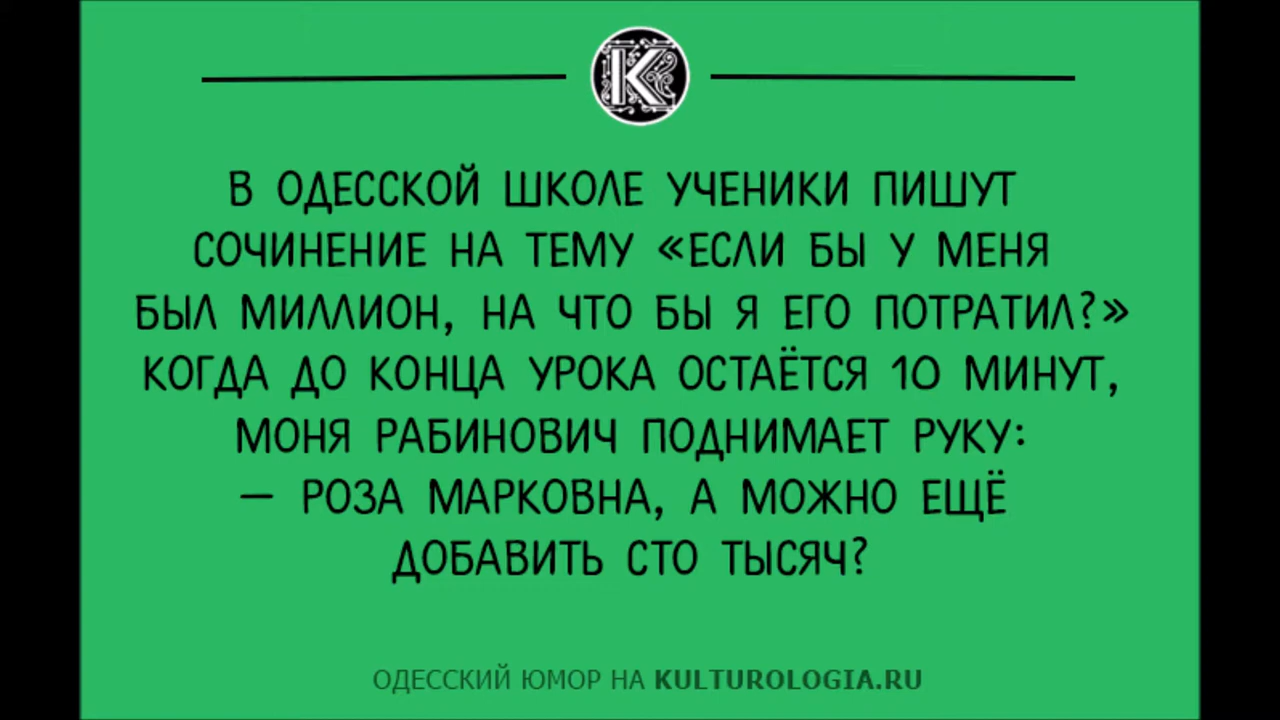 К
В ОДЕССКОЙ ШКОЛЕ УЧЕНИКИ ПИШУТ
СОЧИНЕНИЕ НА ТЕМУ «ЕСЛИ БЫ У МЕНЯ
БЫЛ МИЛЛИОН, НА ЧТО БЫ Я ЕГО ПОТРАТИЛ?»
КОГДА ДО КОНЦА УРОКА ОСТАЁТСЯ 10 МИНУТ,
МОНЯ РАБИНОВИЧ ПОДНИМАЕТ РУКУ:
— РОЗА МАРКОВНА, А МОЖНО ЕЩЁ
ДОБАВИТЬ СТО ТЫСЯЧ?
ОДЕССКИЙ ЮМОР НА KULTUROLOGIA.RU